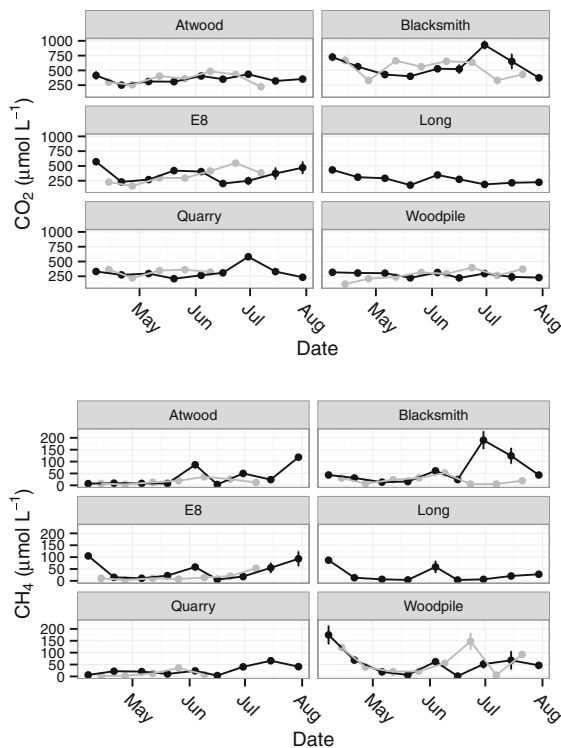 Atwood Blacksmith
1000
750
500
250
E8 Long
1000
750
500
250
Quarry Woodpile
1000
750
500
250
CO₂ (μmol L⁻¹)
May Jun Jul Aug May Jun Jul Aug
Date
Atwood Blacksmith
200
150
100
50
0
E8 Long
200
150
100
50
0
Quarry Woodpile
200
150
100
50
0
CH₄ (μmol L⁻¹)
May Jun Jul Aug May Jun Jul Aug
Date